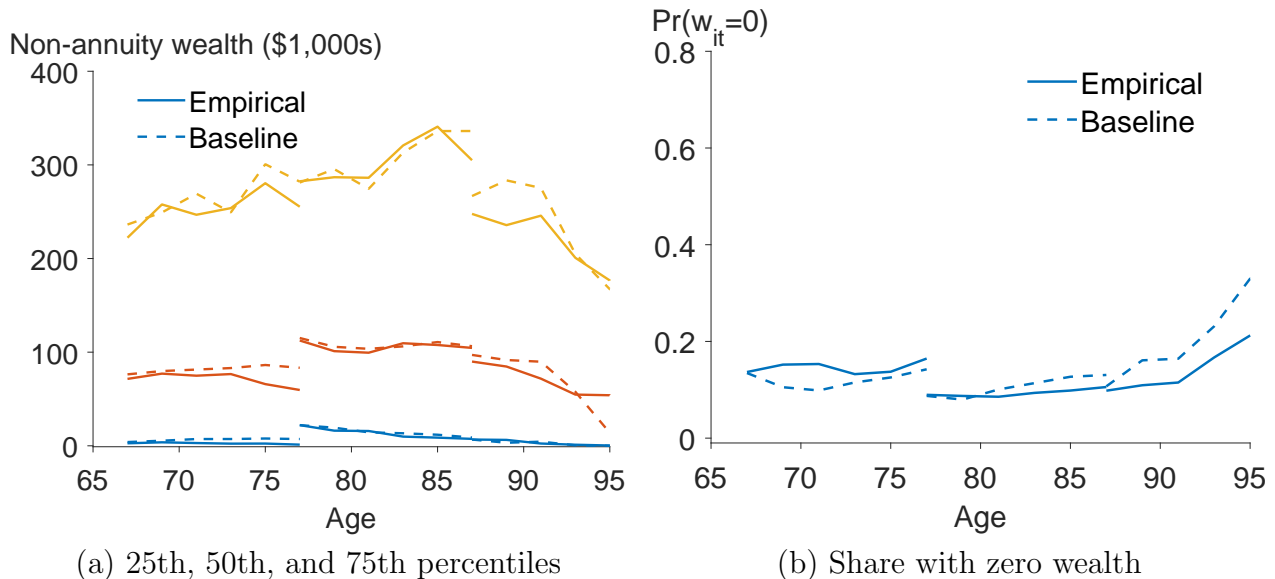 Non-annuity wealth ($1,000s)
400
300
200
100
0
65 70 75 80 85 90 95
Age
Empirical
Baseline
(a) 25th, 50th, and 75th percentiles
Pr(w_it=0)
0.8
0.6
0.4
0.2
0
65 70 75 80 85 90 95
Age
Empirical
Baseline
(b) Share with zero wealth